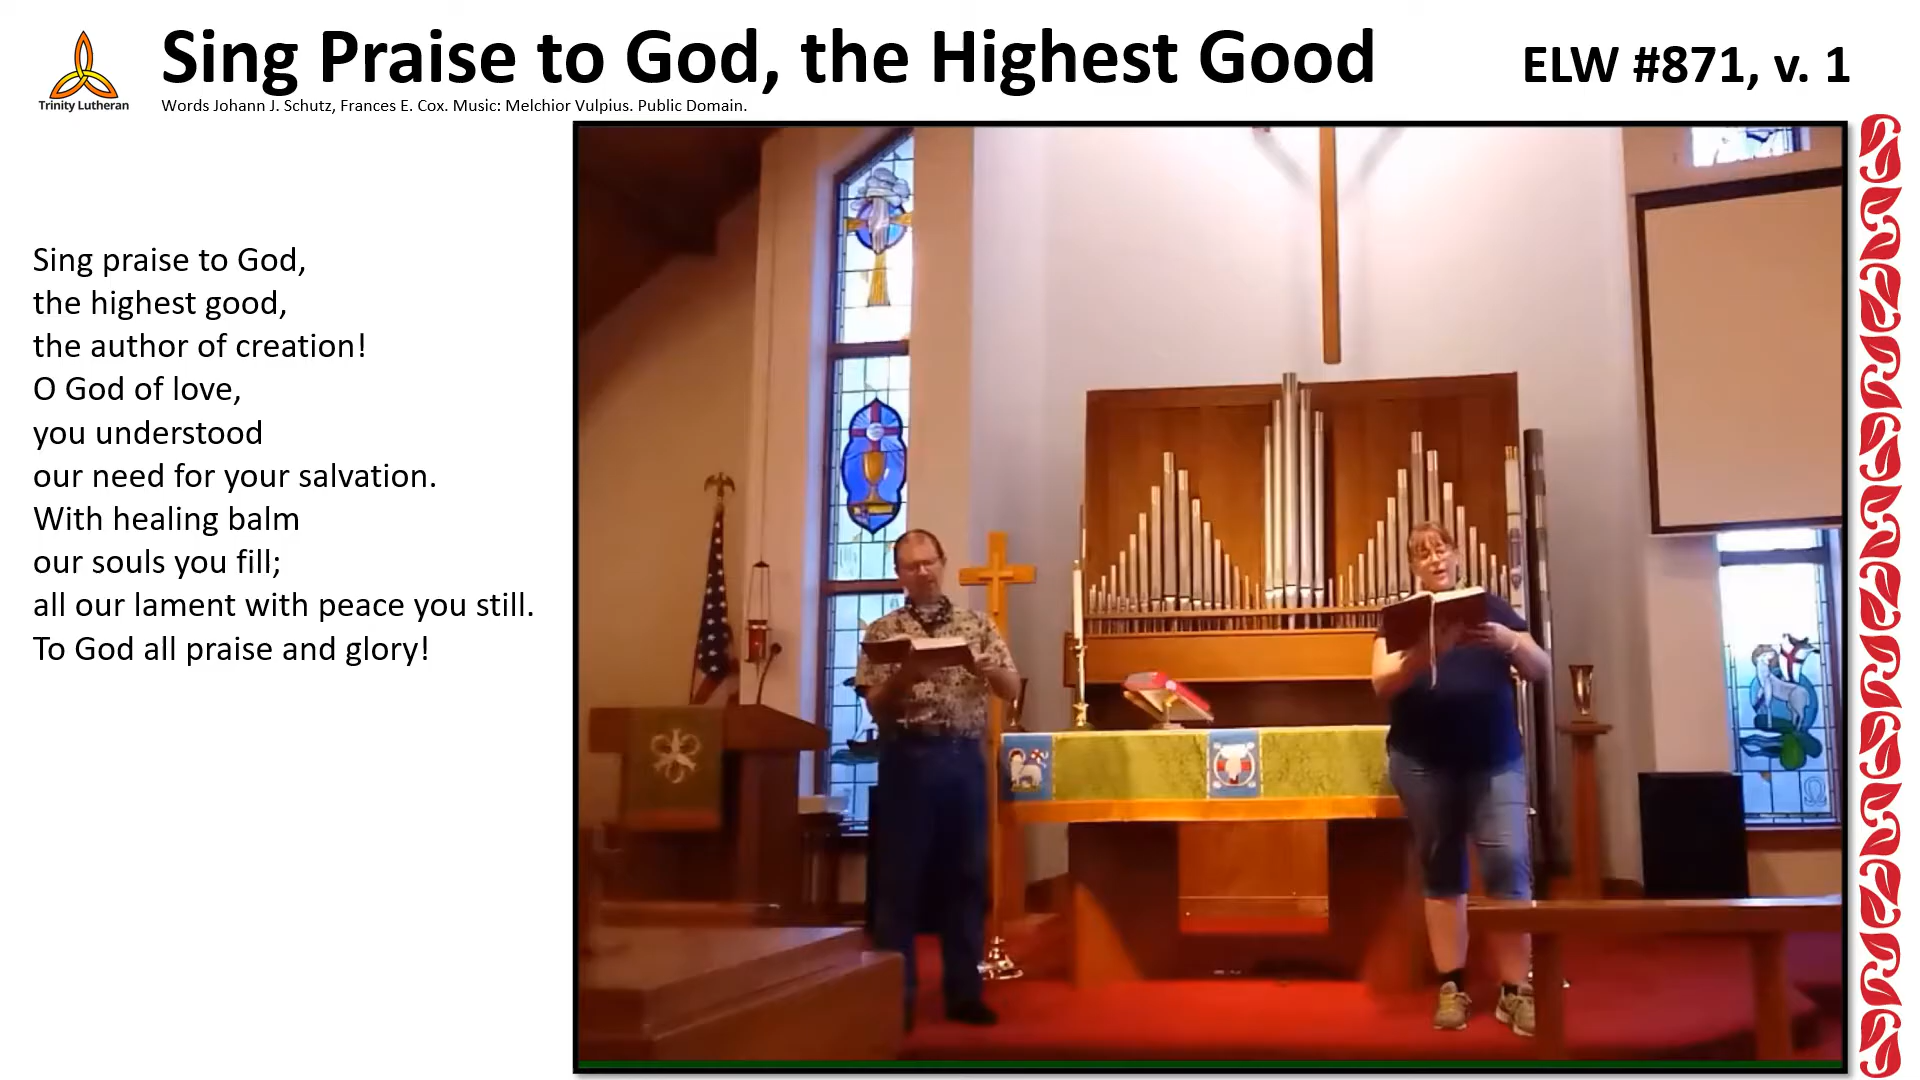 Sing Praise to God, the Highest Good
ELW #871, v. 1
Trinity Lutheran
Words Johann J. Schutz, Frances E. Cox. Music: Melchior Vulpius. Public Domain.
Sing praise to God,
the highest good,
the author of creation!
O God of love,
you understood
our need for your salvation.
With healing balm
our souls you fill;
all our lament with peace you still.
To God all praise and glory!